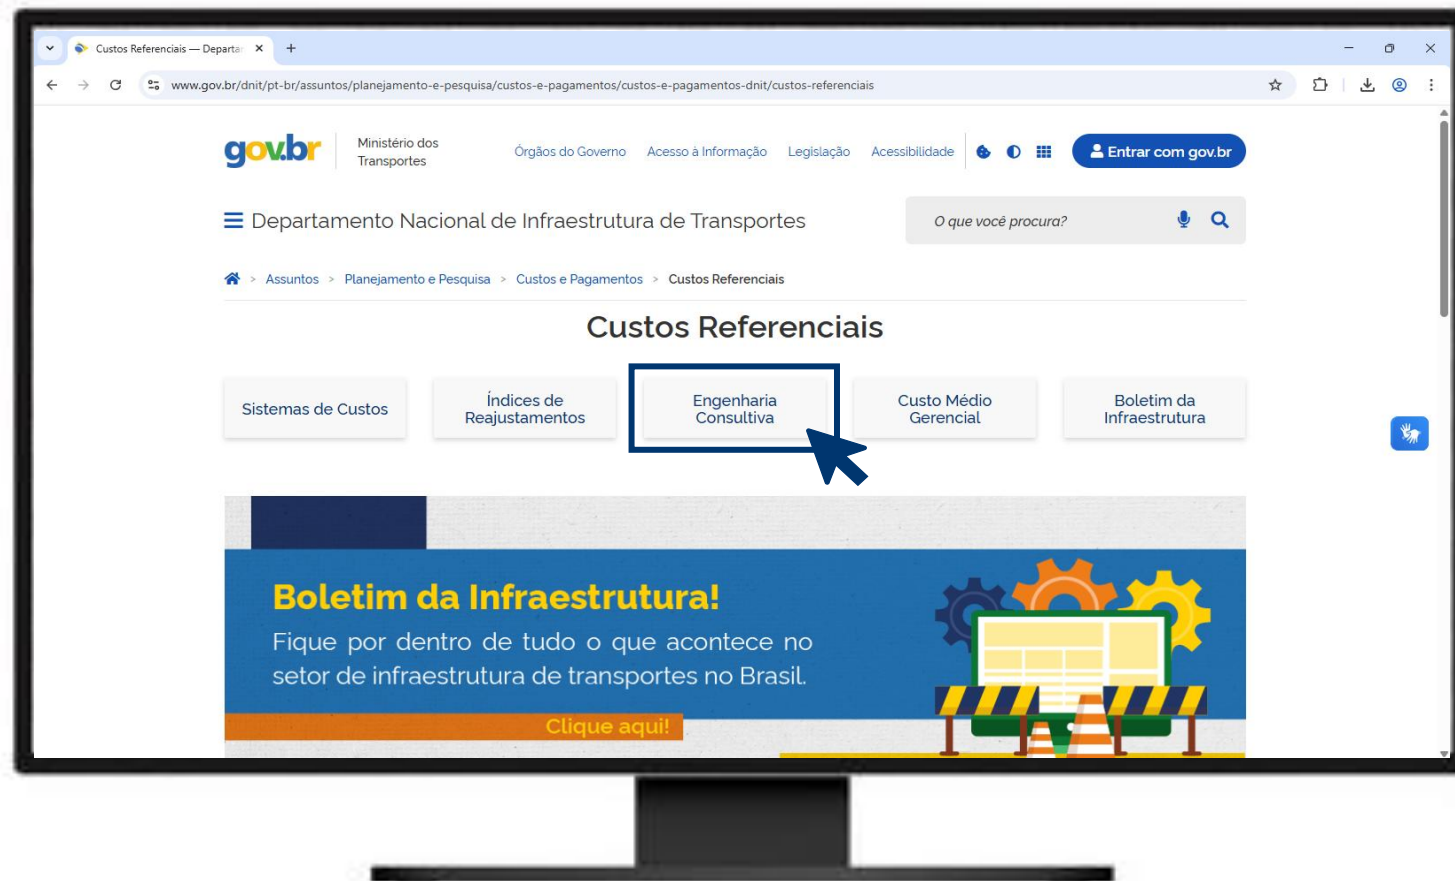 Custos Referenciais — Departa
www.gov.br/dnit/pt-br/assuntos/planejamento-e-pesquisa/custos-e-pagamentos/custos-e-pagamentos-dnit/custos-referenciais
gov.br
Ministério dos
Transportes
Órgãos do Governo
Acesso à Informação
Legislação
Acessibilidade
Entrar com gov.br
Departamento Nacional de Infraestrutura de Transportes
O que você procura?
> Assuntos > Planejamento e Pesquisa > Custos e Pagamentos > Custos Referenciais
Custos Referenciais
Sistemas de Custos
Índices de
Reajustamentos
Engenharia
Consultiva
Custo Médio
Gerencial
Boletim da
Infraestrutura
Boletim da Infraestrutura!
Fique por dentro de tudo o que acontece no
setor de infraestrutura de transportes no Brasil.
Clique aqui!